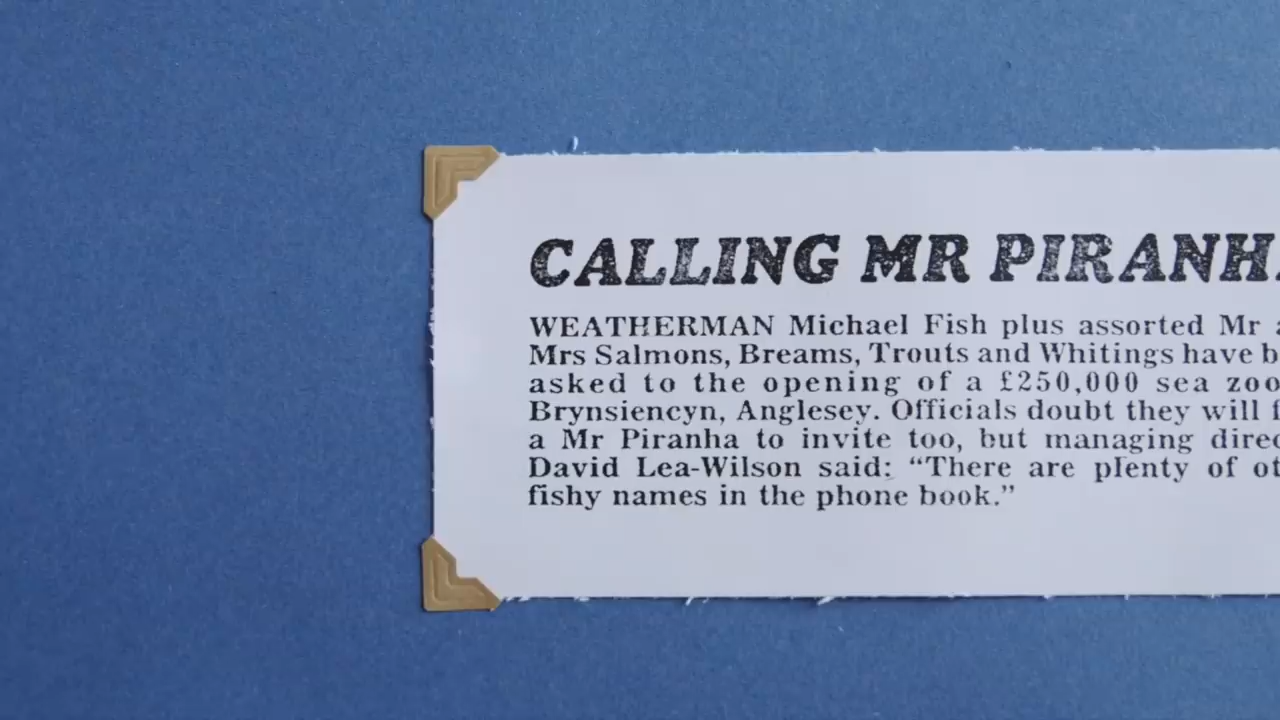 CALLING MR PIRANH
WEATHERMAN Michael Fish plus assorted Mr
Mrs Salmons, Breams, Trouts and Whitings have b
asked to the opening of a £250,000 sea zoo
Brynsiencyn, Anglesey. Officials doubt they will f
a Mr Piranha to invite too, but managing direc
David Lea-Wilson said: “There are plenty of ot
fishy names in the phone book.”